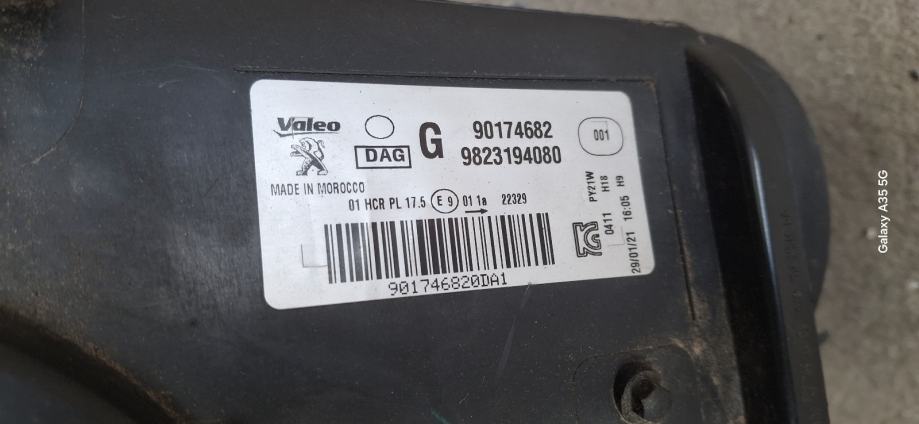 Valeo
DAG
G
90174682
9823194080
001
MADE IN MOROCCO
01 HCR PL 17.5 E 9 01 1a 22329
901746820DA1
PY21W
H18 H9
0411
29/01/21 16:05
Galaxy A35 5G